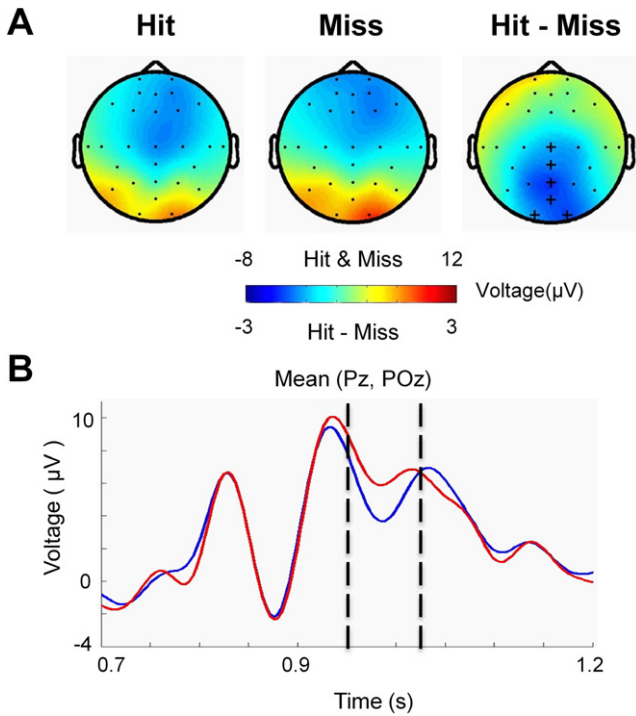 A
Hit Miss Hit - Miss
-8 Hit & Miss 12
Voltage(µV)
-3 Hit - Miss 3
B
Mean (Pz, POz)
10
Voltage ( µV )
0
-4
0.7 0.9 1.2
Time (s)